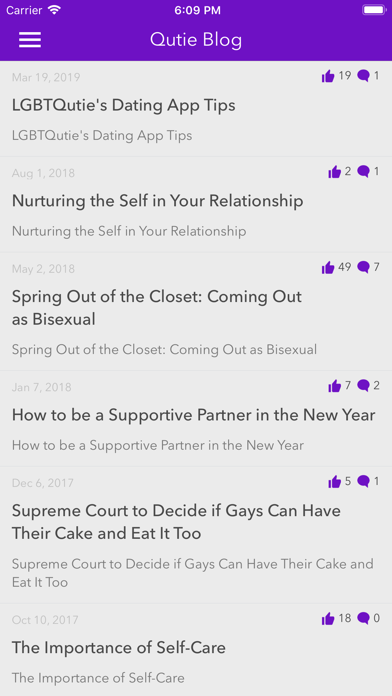 Carrier 6:09 PM
Qutie Blog
Mar 19, 2019 19 1
LGBTQutie's Dating App Tips
LGBTQutie's Dating App Tips
Aug 1, 2018 2 1
Nurturing the Self in Your Relationship
Nurturing the Self in Your Relationship
May 2, 2018 49 7
Spring Out of the Closet: Coming Out
as Bisexual
Spring Out of the Closet: Coming Out as Bisexual
Jan 7, 2018 7 2
How to be a Supportive Partner in the New Year
How to be a Supportive Partner in the New Year
Dec 6, 2017 5 1
Supreme Court to Decide if Gays Can Have
Their Cake and Eat It Too
Supreme Court to Decide if Gays Can Have Their Cake and
Eat It Too
Oct 10, 2017 18 0
The Importance of Self-Care
The Importance of Self-Care